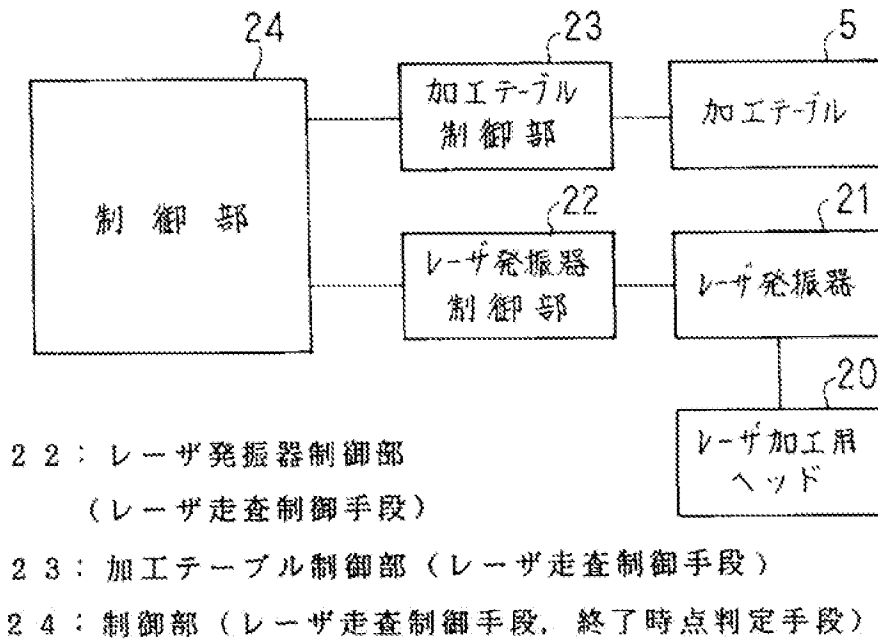 24
制御部
23
加工テーブル
制御部
5
加工テーブル
22
レーザ発振器
制御部
21
レーザ発振器
20
レーザ加工用
ヘッド
22：レーザ発振器制御部
（レーザ走査制御手段）
23：加工テーブル制御部（レーザ走査制御手段）
24：制御部（レーザ走査制御手段，終了時点判定手段）